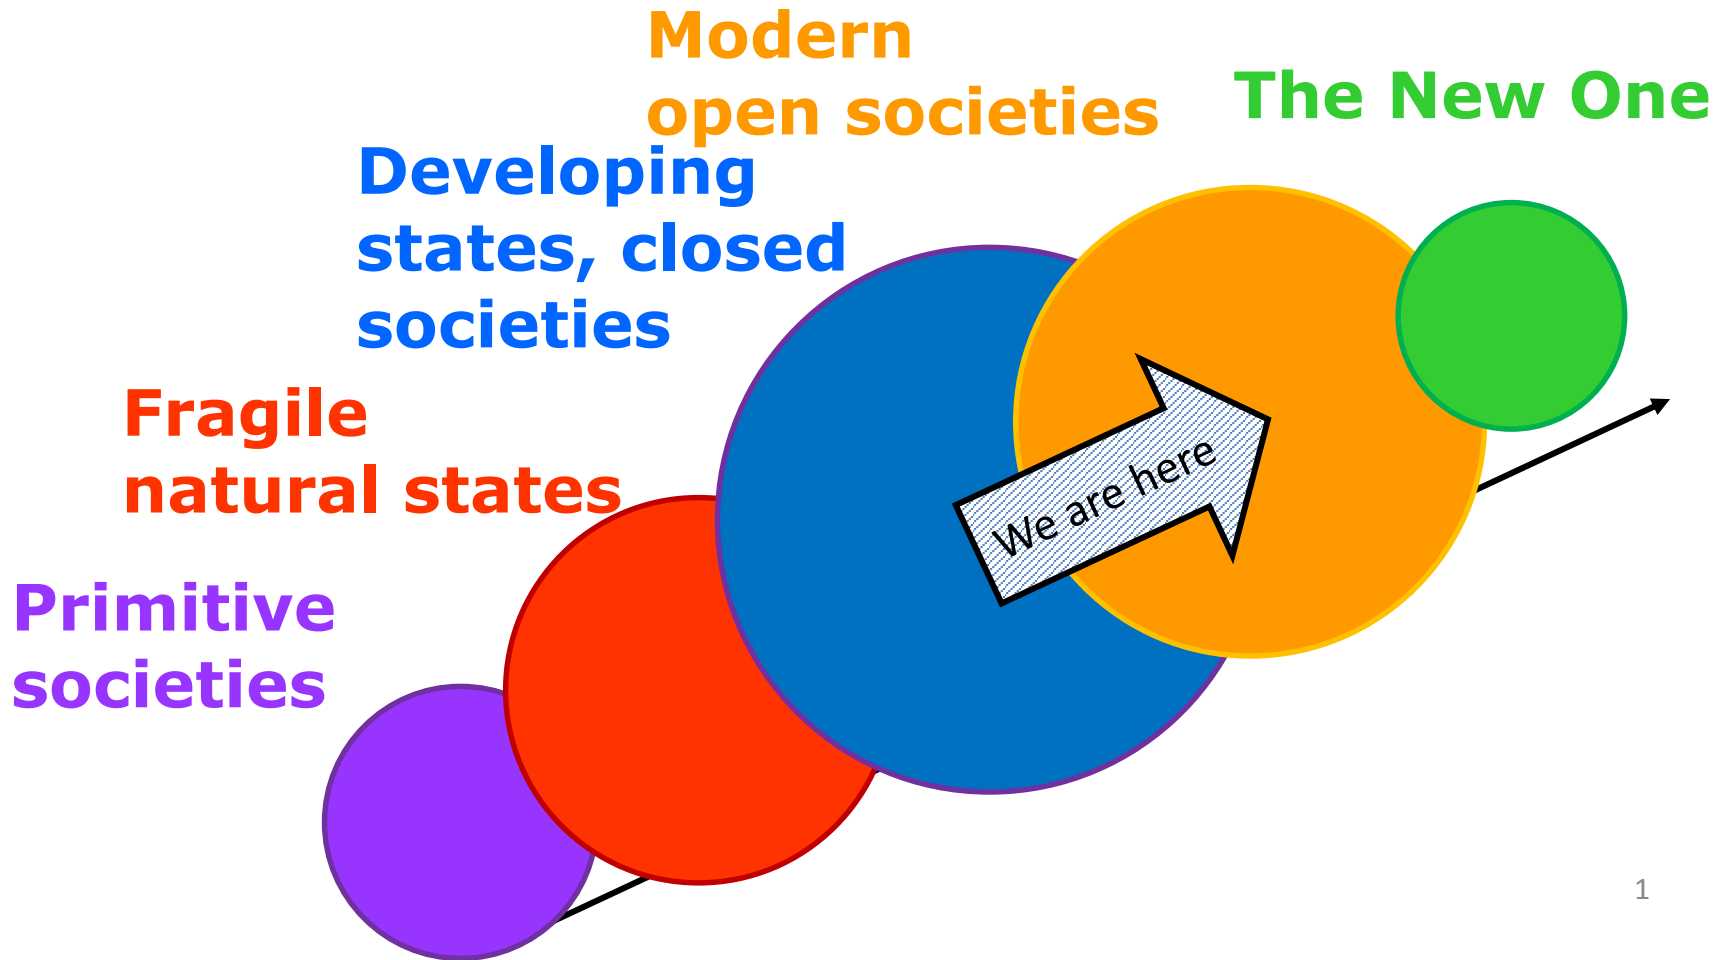 Modern
open societies
The New One
Developing
states, closed
societies
Fragile
natural states
We are here
Primitive
societies
1